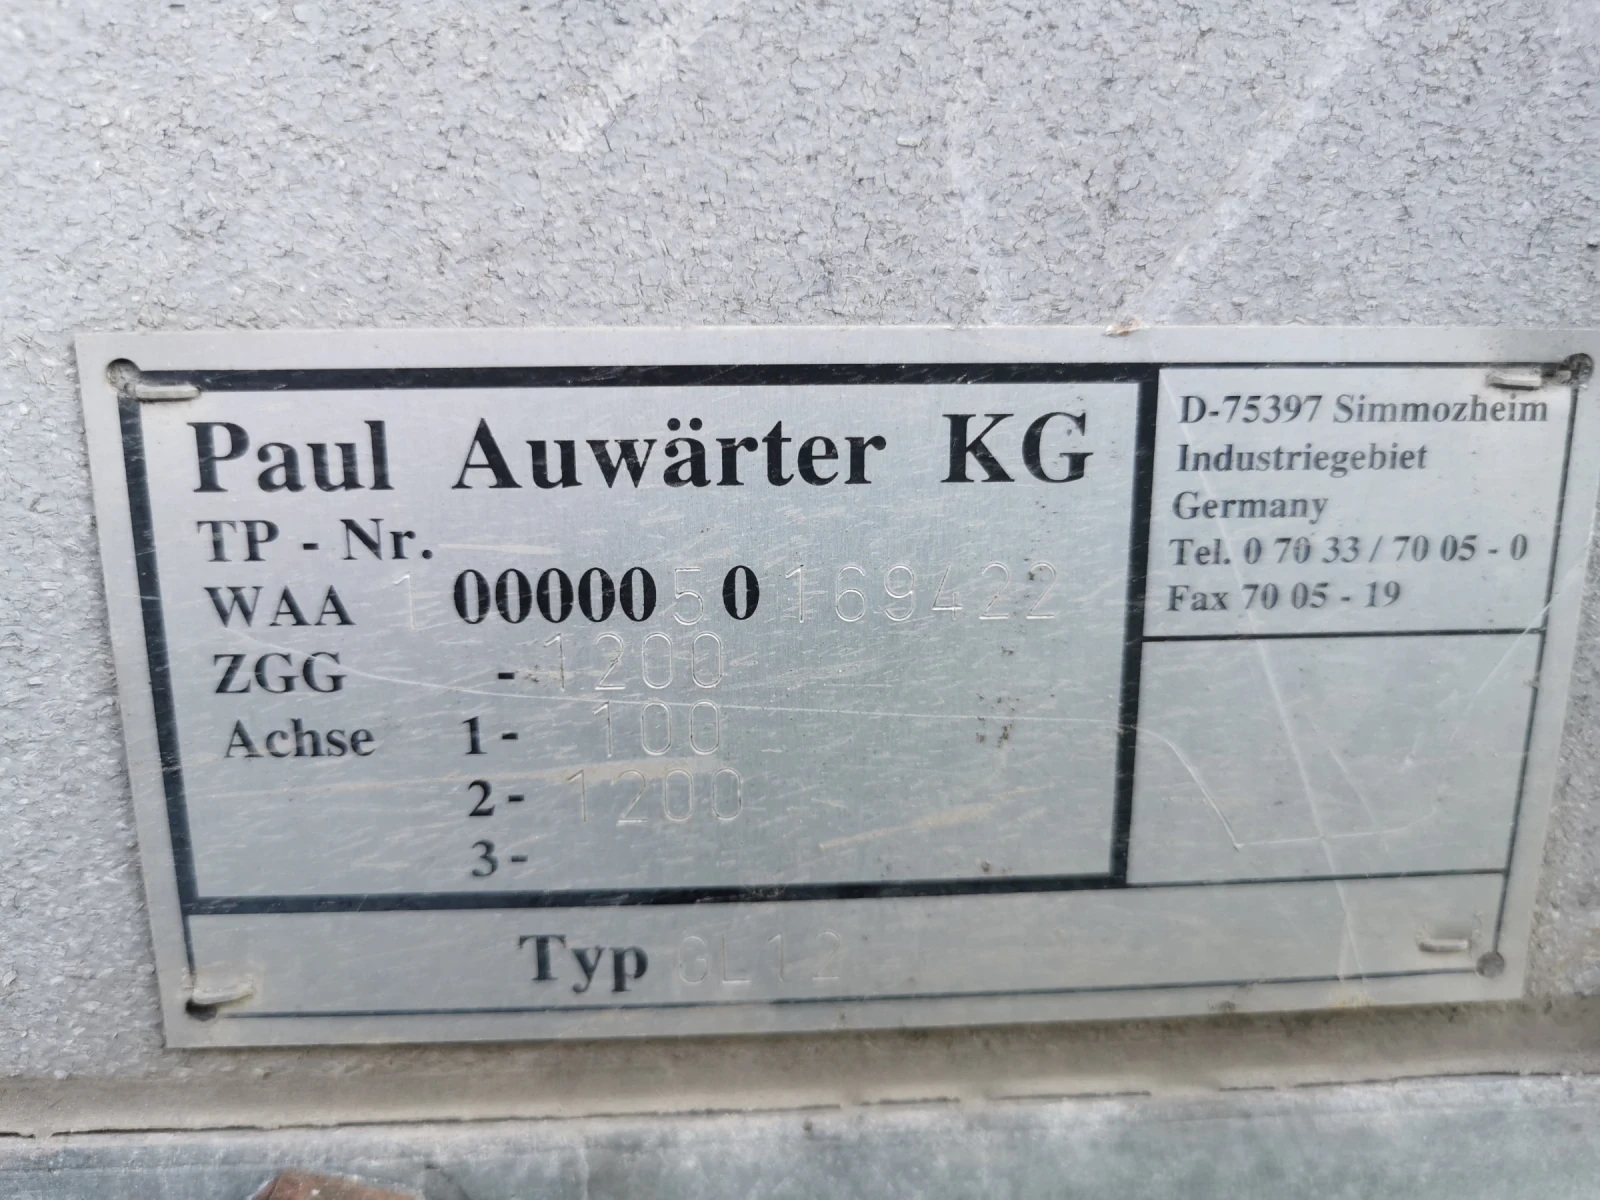 Paul Auwärter KG
TP - Nr.
WAA 1 00000 5 0 169422
ZGG - 1200
Achse 1- 100
2- 1200
3-
Typ GL12
D-75397 Simmozheim
Industriegebiet
Germany
Tel. 0 70 33 / 70 05 - 0
Fax 70 05 - 19